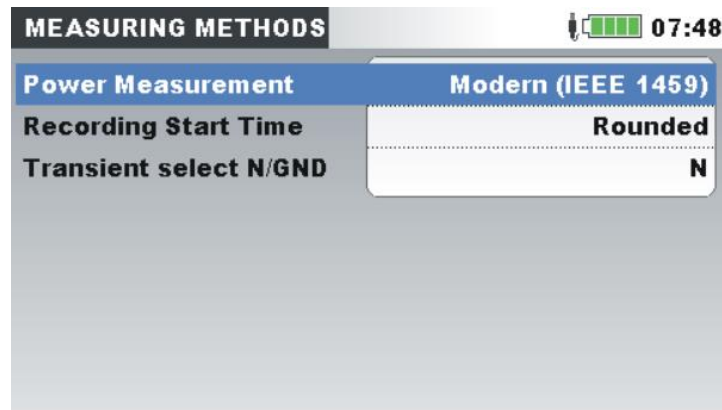 MEASURING METHODS 07:48
Power Measurement Modern (IEEE 1459)
Recording Start Time Rounded
Transient select N/GND N